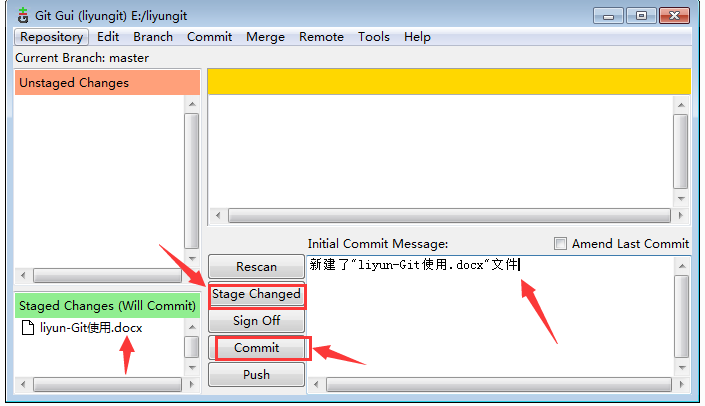 Git Gui (liyungit) E:/liyungit
Repository Edit Branch Commit Merge Remote Tools Help
Current Branch: master
Unstaged Changes
Staged Changes (Will Commit)
liyun-Git使用.docx
Initial Commit Message:
Amend Last Commit
新建了"liyun-Git使用.docx"文件
Rescan
Stage Changed
Sign Off
Commit
Push